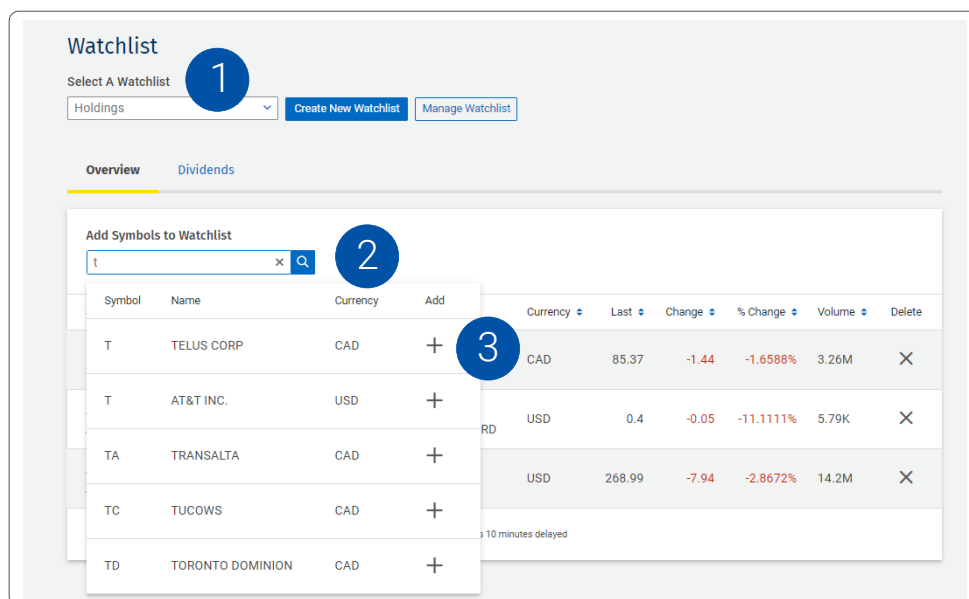 Watchlist
Select A Watchlist
1
Holdings
Create New Watchlist
Manage Watchlist
Overview
Dividends
Add Symbols to Watchlist
2
t
Symbol Name Currency Add
Currency Last Change % Change Volume Delete
T TELUS CORP CAD
3
CAD 85.37 -1.44 -1.6588% 3.26M
T AT&T INC. USD
RD USD 0.4 -0.05 -11.1111% 5.79K
TA TRANSALTA CAD
USD 268.99 -7.94 -2.8672% 14.2M
TC TUCOWS CAD
s 10 minutes delayed
TD TORONTO DOMINION CAD